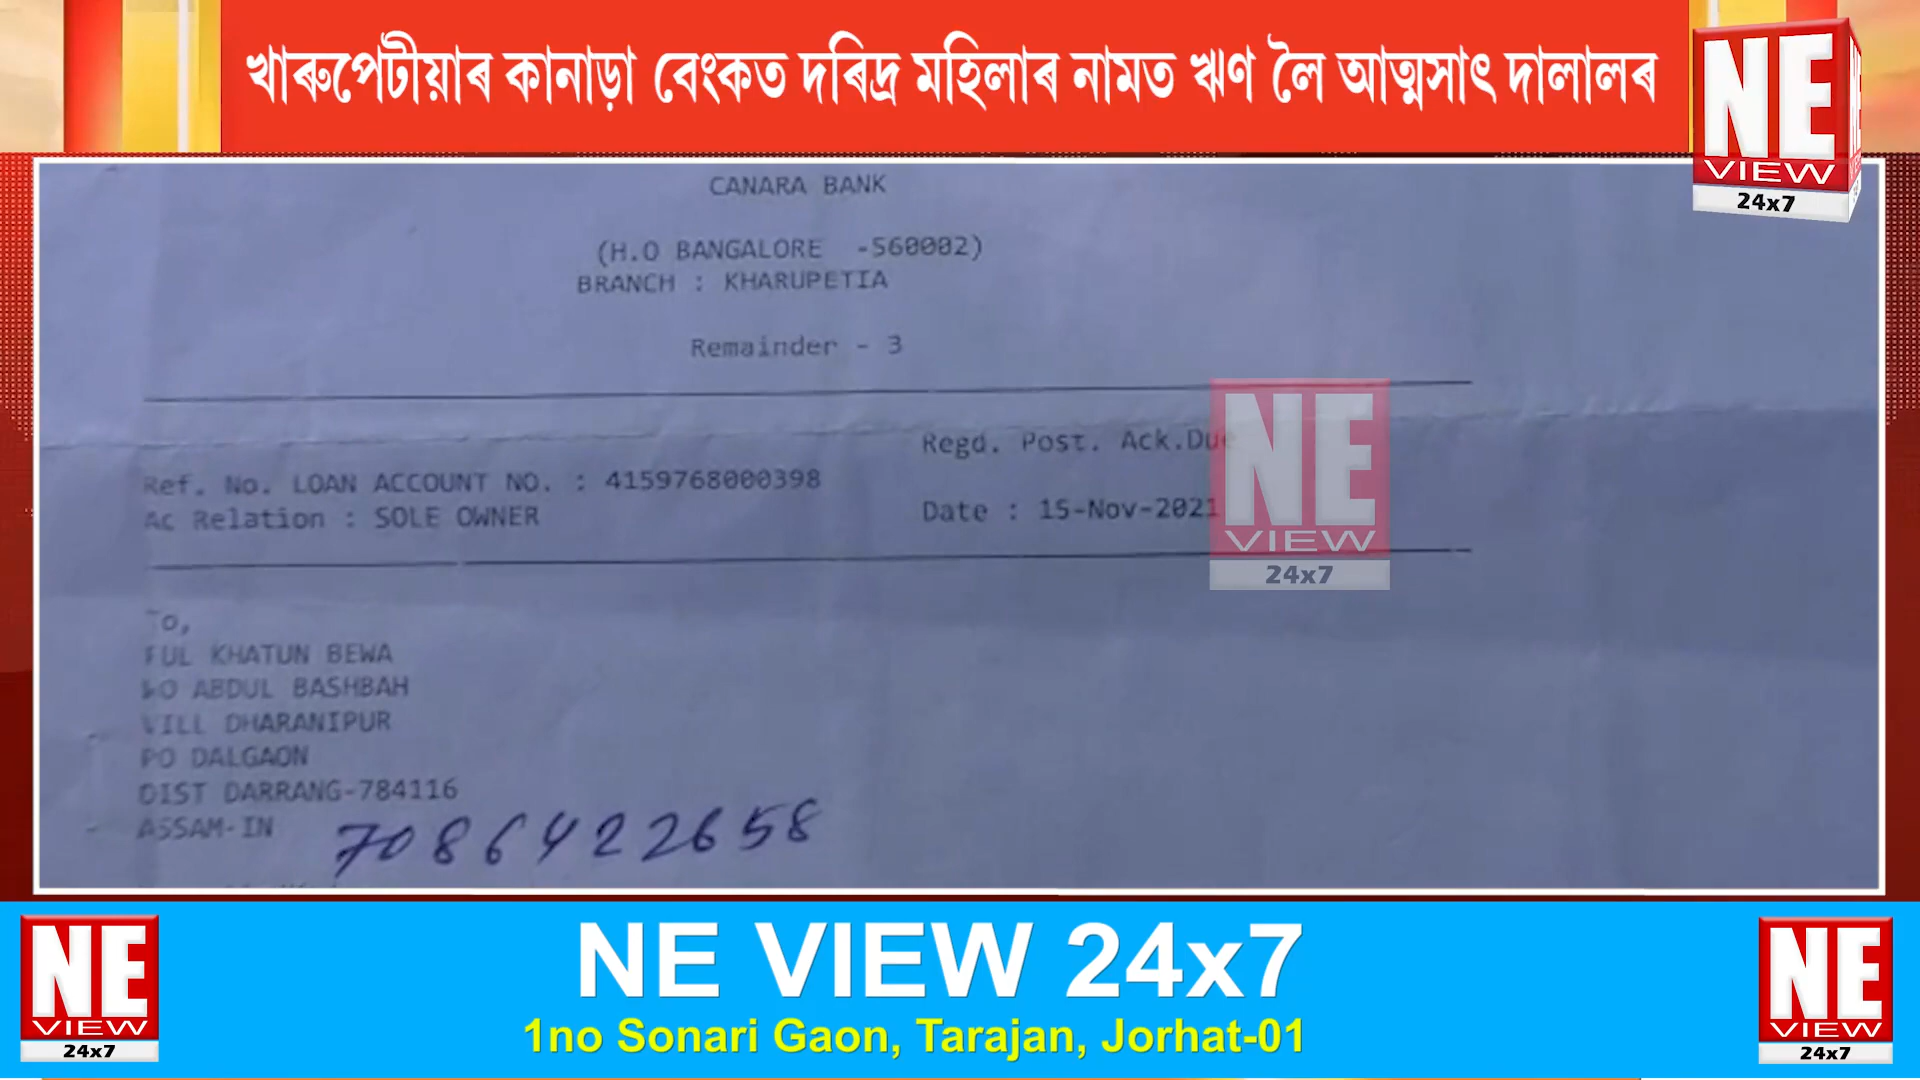 খাৰুপেটীয়াৰ কানাড়া বেংকত দৰিদ্ৰ মহিলাৰ নামত ঋণ লৈ আত্মসাৎ দালালৰ
NE
VIEW
24x7
CANARA BANK
(H.O BANGALORE -560002)
BRANCH : KHARUPETIA
Remainder - 3
Regd. Post. Ack.Due
Ref. No. LOAN ACCOUNT NO. : 4159768000398
Ac Relation : SOLE OWNER
Date : 15-Nov-2021
NE
VIEW
24x7
To,
FUL KHATUN BEWA
ABDUL BASHBAH
VILL DHARANIPUR
PO DALGAON
DIST DARRANG-784116
ASSAM-IN
7086422658
NE
VIEW
24x7
NE VIEW 24x7
1no Sonari Gaon, Tarajan, Jorhat-01
NE
VIEW
24x7